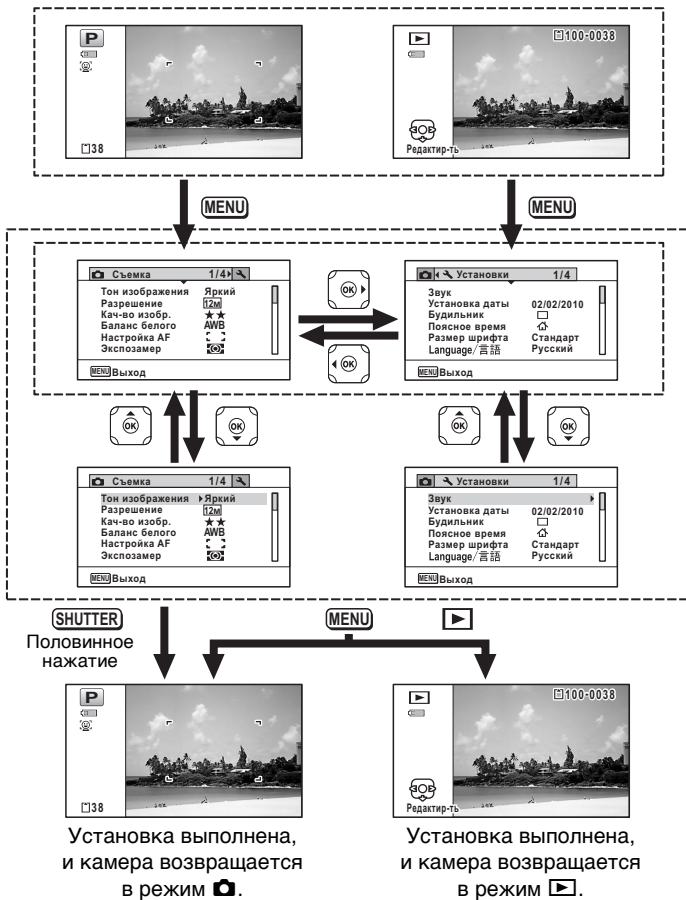 P
38
100-0038
Редактир-ть
MENU
MENU
Съемка 1/4
Тон изображения Яркий
Разрешение 12M
Кач-во изобр. ★★
Баланс белого AWB
Настройка AF
Экспозамер
MENU Выход
OK
OK
Установки 1/4
Звук
Установка даты 02/02/2010
Будильник
Поясное время
Размер шрифта Стандарт
Language/言語 Русский
MENU Выход
OK
OK
OK
OK
Съемка 1/4
Тон изображения Яркий
Разрешение 12M
Кач-во изобр. ★★
Баланс белого AWB
Настройка AF
Экспозамер
MENU Выход
Установки 1/4
Звук
Установка даты 02/02/2010
Будильник
Поясное время
Размер шрифта Стандарт
Language/言語 Русский
MENU Выход
SHUTTER
Половинное
нажатие
MENU
P
38
100-0038
Редактир-ть
Установка выполнена,
и камера возвращается
в режим .
Установка выполнена,
и камера возвращается
в режим .